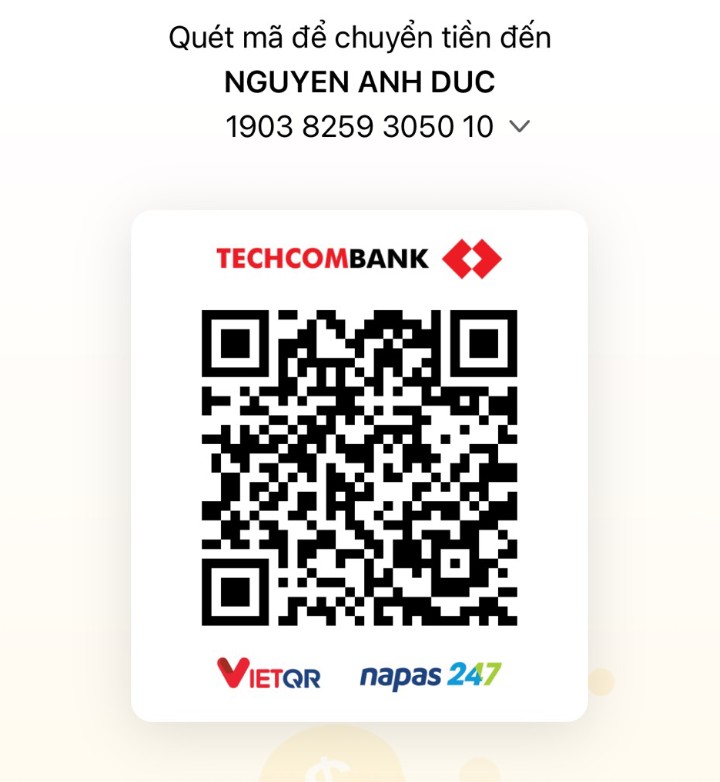 Quét mã để chuyển tiền đến
NGUYEN ANH DUC
1903 8259 3050 10
TECHCOMBANK
VIETQR
napas 247